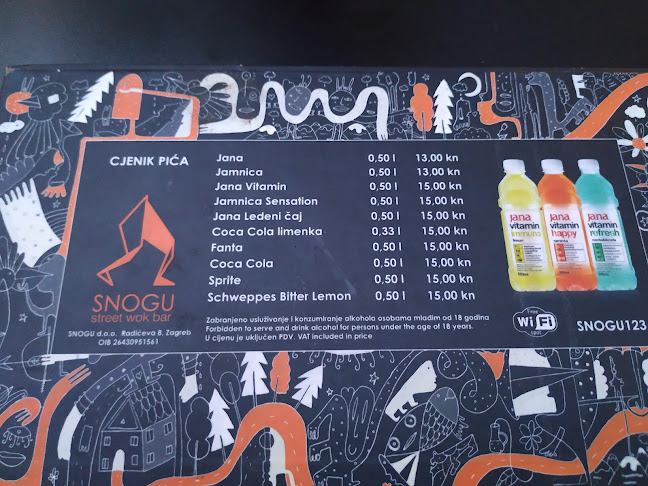 CJENIK PIĆA
Jana 0,50 l 13,00 kn
Jamnica 0,50 l 13,00 kn
Jana Vitamin 0,50 l 15,00 kn
Jamnica Sensation 0,50 l 15,00 kn
Jana Ledeni čaj 0,50 l 15,00 kn
Coca Cola limenka 0,33 l 15,00 kn
Fanta 0,50 l 15,00 kn
Coca Cola 0,50 l 15,00 kn
Sprite 0,50 l 15,00 kn
Schweppes Bitter Lemon 0,50 l 15,00 kn
SNOGU
street wok bar
SNOGU d.o.o. Radićeva 8, Zagreb
OIB 26430951561
Zabranjeno usluživanje i konzumiranje alkohola osobama mlađim od 18 godina
Forbidden to serve and drink alcohol for persons under the age of 18 years.
U cijenu je uključen PDV. VAT included in price
jana
vitamin
immuno
jana
vitamin
happy
jana
vitamin
refresh
Free
Wi Fi
spot
SNOGU123